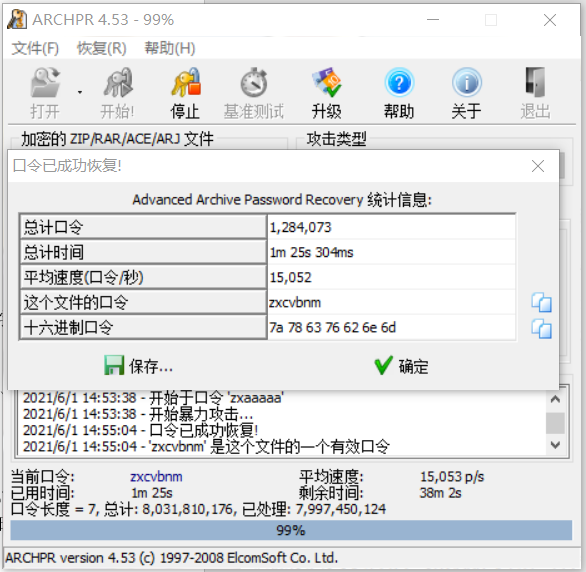 ARCHPR 4.53 - 99%
文件(F) 恢复(R) 帮助(H)
打开 开始! 停止 基准测试 升级 帮助 关于 退出
加密的 ZIP/RAR/ACE/ARJ 文件 攻击类型
口令已成功恢复!
Advanced Archive Password Recovery 统计信息:
总计口令 1,284,073
总计时间 1m 25s 304ms
平均速度(口令/秒) 15,052
这个文件的口令 zxcvbnm
十六进制口令 7a 78 63 76 62 6e 6d
保存... 确定
2021/6/1 14:53:38 - 开始于口令 'zxaaaaa'
2021/6/1 14:53:38 - 开始暴力攻击...
2021/6/1 14:55:04 - 口令已成功恢复!
2021/6/1 14:55:04 - 'zxcvbnm' 是这个文件的一个有效口令
当前口令: zxcvbnm 平均速度: 15,053 p/s
已用时间: 1m 25s 剩余时间: 38m 2s
口令长度 = 7, 总计: 8,031,810,176, 已处理: 7,997,450,124
99%
ARCHPR version 4.53 (c) 1997-2008 ElcomSoft Co. Ltd.